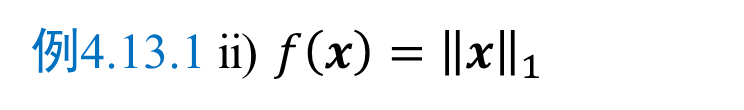 例4.13.1 ii) f(x) = ‖x‖₁